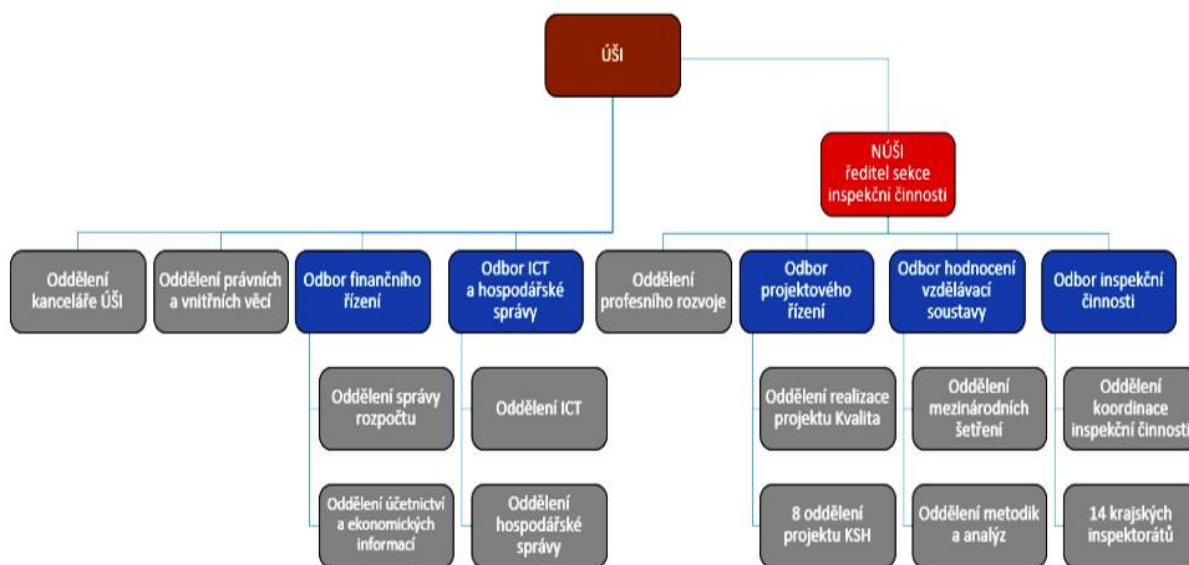 ÚŠI
NÚŠI
ředitel sekce
inspekční činnosti
Oddělení
kanceláře ÚŠI
Oddělení právních
a vnitřních věcí
Odbor finančního
řízení
Odbor ICT
a hospodářské
správy
Oddělení
profesního rozvoje
Odbor
projektového
řízení
Odbor hodnocení
vzdělávací
soustavy
Odbor inspekční
činnosti
Oddělení správy
rozpočtu
Oddělení ICT
Oddělení realizace
projektu Kvalita
Oddělení
mezinárodních
šetření
Oddělení
koordinace
inspekční činnosti
Oddělení účetnictví
a ekonomických
informací
Oddělení
hospodářské
správy
8 oddělení
projektu KSH
Oddělení metodik
a analýz
14 krajských
inspektorátů